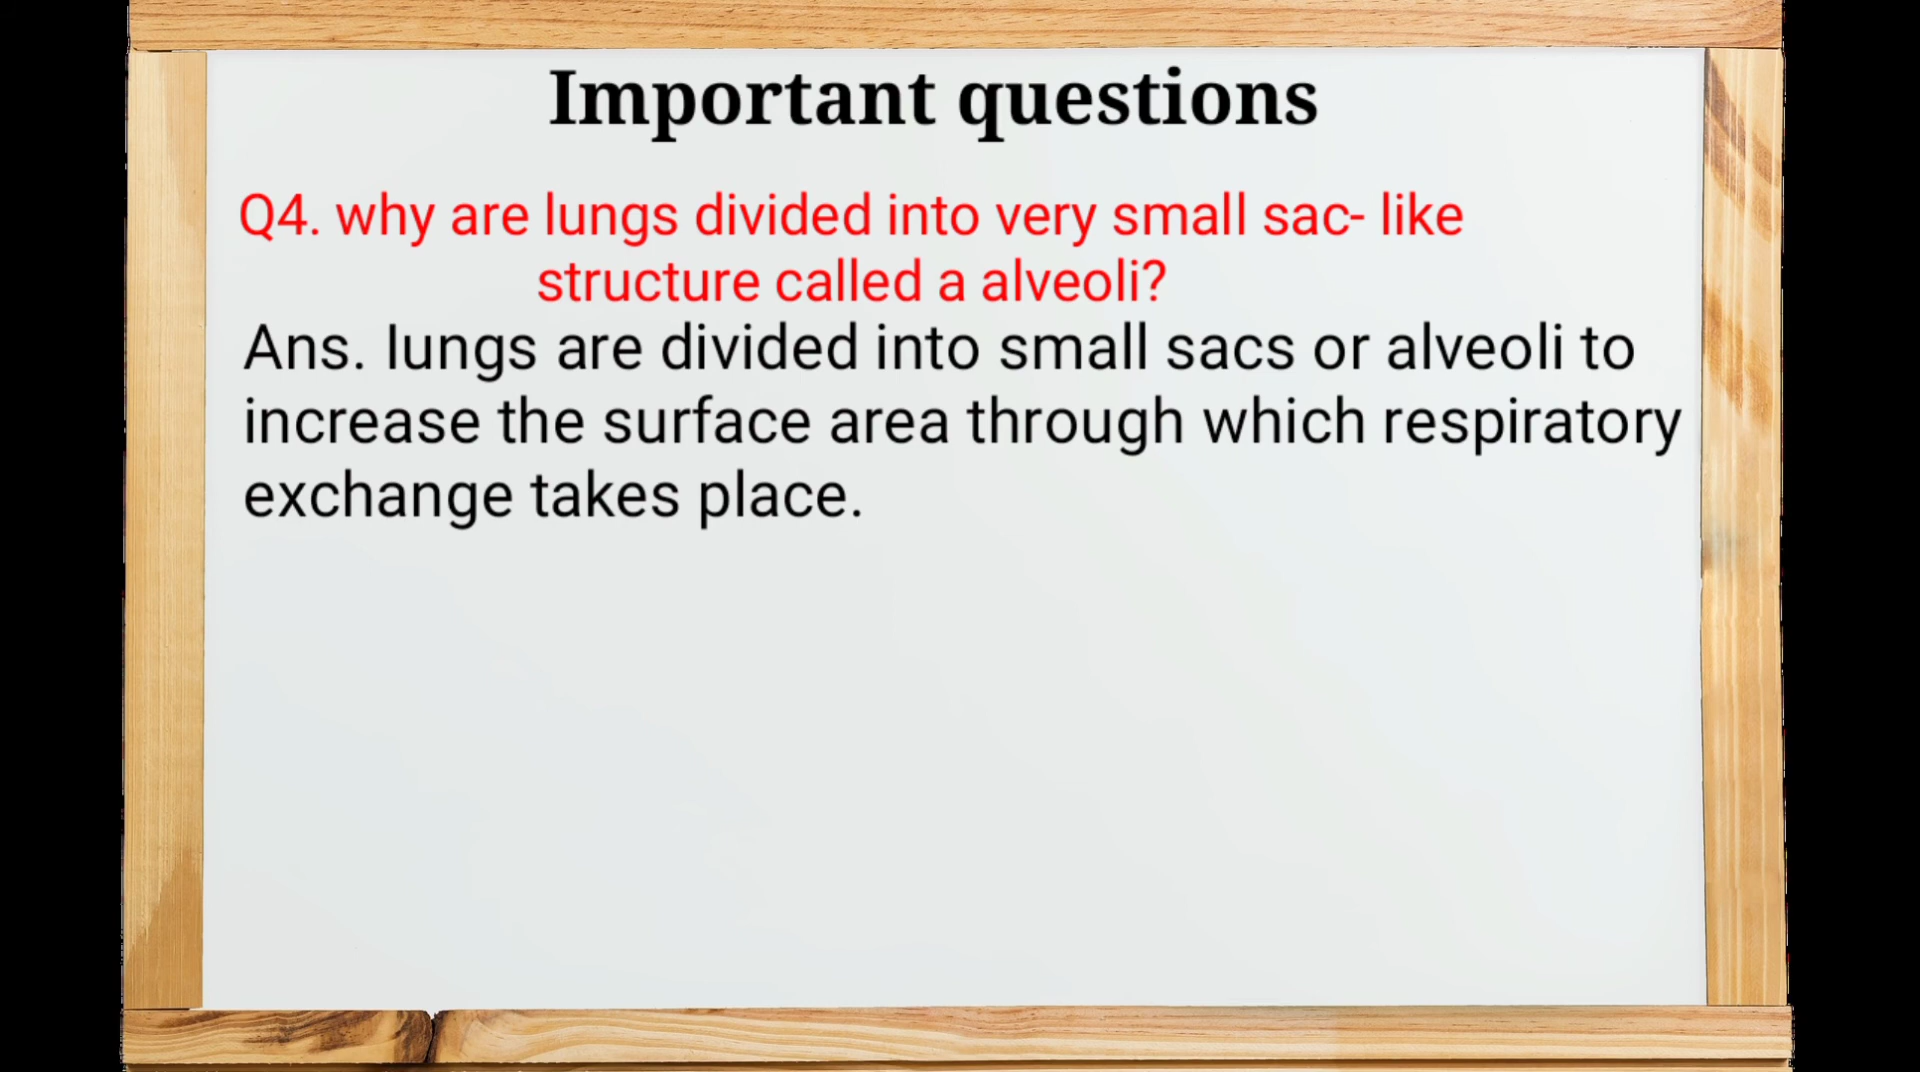 Important questions
Q4. why are lungs divided into very small sac- like
structure called a alveoli?
Ans. lungs are divided into small sacs or alveoli to
increase the surface area through which respiratory
exchange takes place.